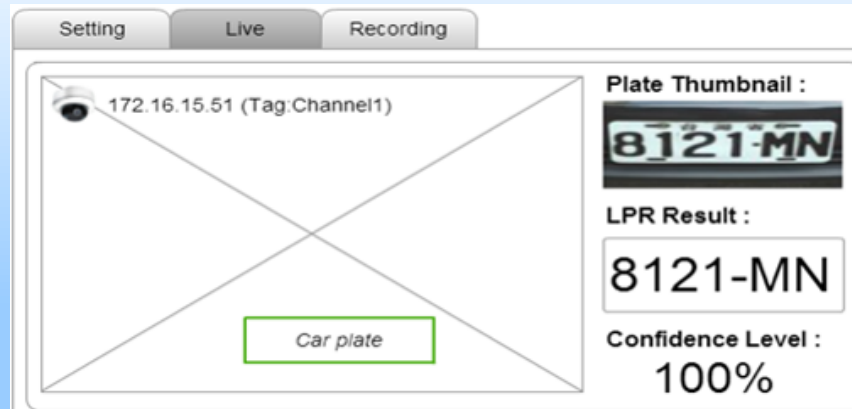 Setting
Live
Recording
172.16.15.51 (Tag:Channel1)
Car plate
Plate Thumbnail :
8121-MN
LPR Result :
8121-MN
Confidence Level :
100%